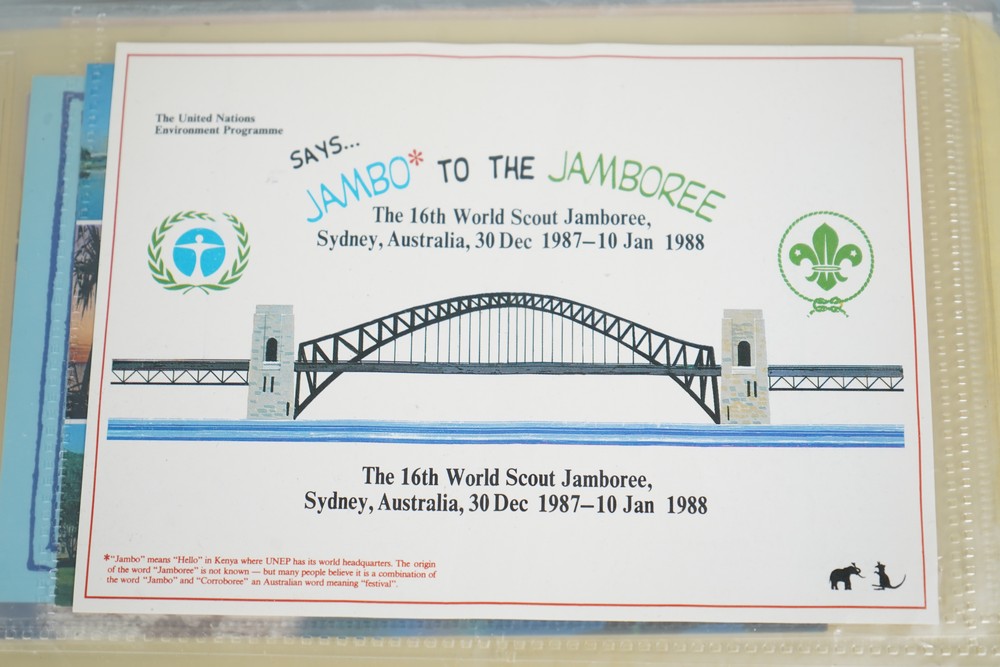 The United Nations
Environment Programme
SAYS...
JAMBO* TO THE JAMBOREE
The 16th World Scout Jamboree,
Sydney, Australia, 30 Dec 1987–10 Jan 1988
The 16th World Scout Jamboree,
Sydney, Australia, 30 Dec 1987–10 Jan 1988
*"Jambo" means "Hello" in Kenya where UNEP has its world headquarters. The origin
of the word "Jamboree" is not known — but many people believe it is a combination of
the word "Jambo" and "Corroboree" an Australian word meaning "festival".